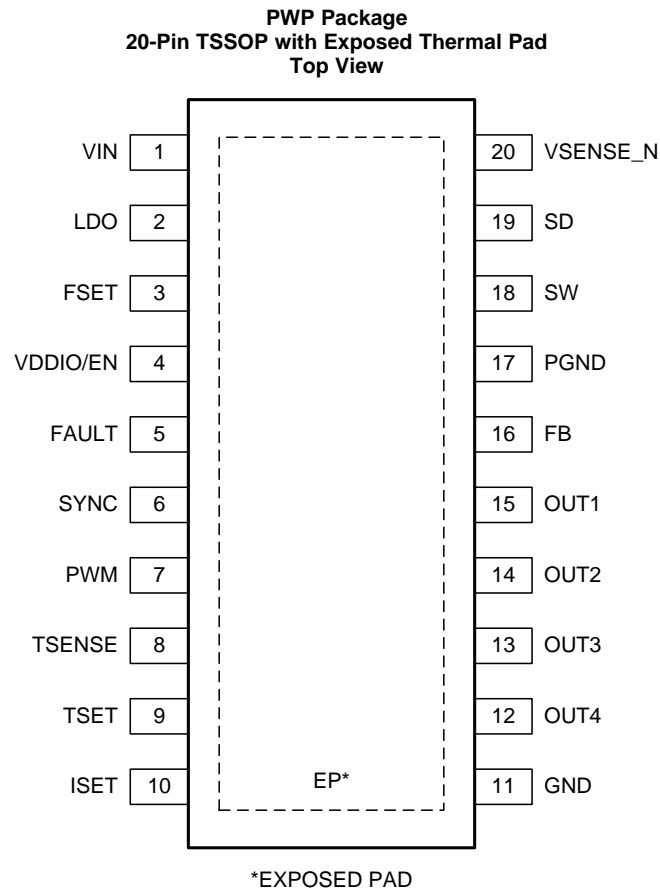 PWP Package
20-Pin TSSOP with Exposed Thermal Pad
Top View
VIN 1 20 VSENSE_N
LDO 2 19 SD
FSET 3 18 SW
VDDIO/EN 4 17 PGND
FAULT 5 16 FB
SYNC 6 15 OUT1
PWM 7 14 OUT2
TSENSE 8 13 OUT3
TSET 9 12 OUT4
ISET 10 EP* 11 GND
*EXPOSED PAD